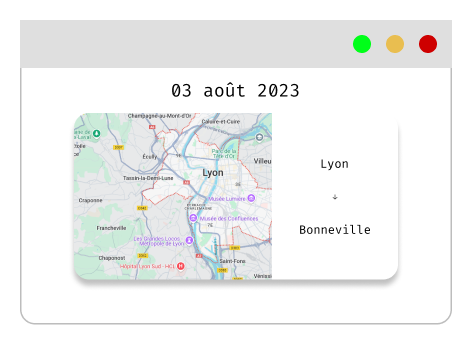 03 août 2023
Champagne-au-Mont-d'Or
Caluire-et-Cuire
Parc de la
Tête d'Or
Écully
Villeu
Tassin-la-Demi-Lune
Lyon
Musée Lumière
Craponne
Musée des Confluences
Francheville
Les Grandes Locos
Métropole de Lyon
Chaponost
Hôpital Lyon Sud - HCL
Saint-Fons
Véniss
Lyon
↓
Bonneville